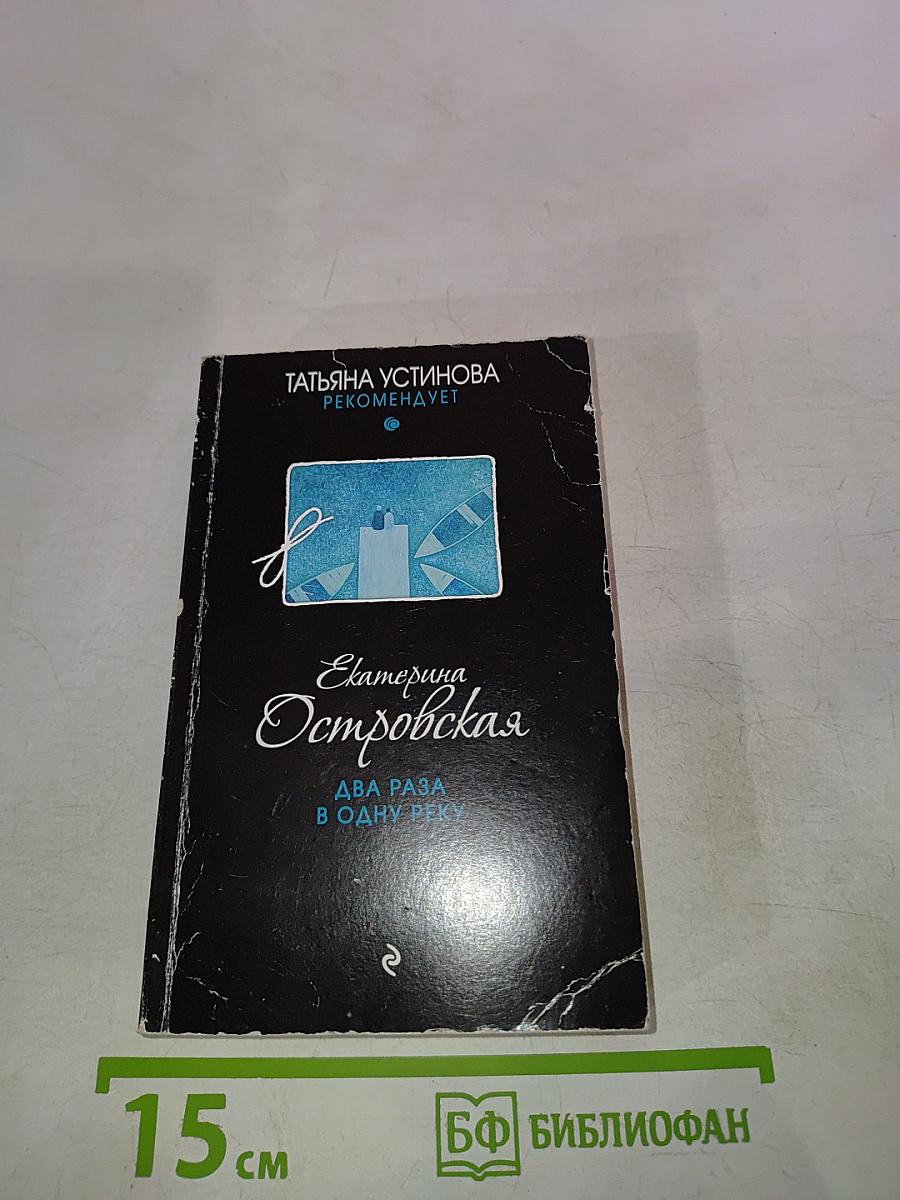 ТАТЬЯНА УСТИНОВА
РЕКОМЕНДУЕТ
Екатерина
Островская
ДВА РАЗА
В ОДНУ РЕКУ
15 см
БФ БИБЛИОФАН